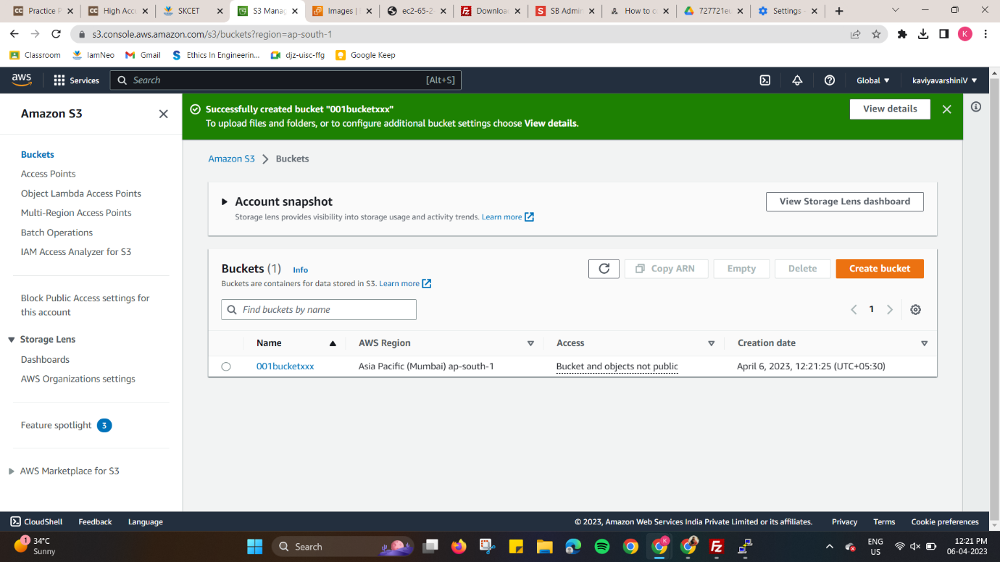 Practice P
High Accu
SKCET
S3 Manag
Images |
ec2-65-2
Downloa
SB Admin
How to c
727721eu
Settings -
s3.console.aws.amazon.com/s3/buckets?region=ap-south-1
K
Classroom
IamNeo
Gmail
Ethics In Engineerin...
djz-uisc-ffg
Google Keep
aws
Services
Search
[Alt+S]
Global
kaviyavarshiniV
Amazon S3
Buckets
Access Points
Object Lambda Access Points
Multi-Region Access Points
Batch Operations
IAM Access Analyzer for S3
Block Public Access settings for
this account
Storage Lens
Dashboards
AWS Organizations settings
Feature spotlight 3
AWS Marketplace for S3
Successfully created bucket "001bucketxxx"
To upload files and folders, or to configure additional bucket settings choose View details.
View details
Amazon S3 > Buckets
Account snapshot
Storage lens provides visibility into storage usage and activity trends. Learn more
View Storage Lens dashboard
Buckets (1) Info
Buckets are containers for data stored in S3. Learn more
Copy ARN
Empty
Delete
Create bucket
Find buckets by name
1
Name AWS Region Access Creation date
001bucketxxx Asia Pacific (Mumbai) ap-south-1 Bucket and objects not public April 6, 2023, 12:21:25 (UTC+05:30)
CloudShell Feedback Language
© 2023, Amazon Web Services India Private Limited or its affiliates. Privacy Terms Cookie preferences
1
34°C
Sunny
Search
K
ENG
US
12:21 PM
06-04-2023